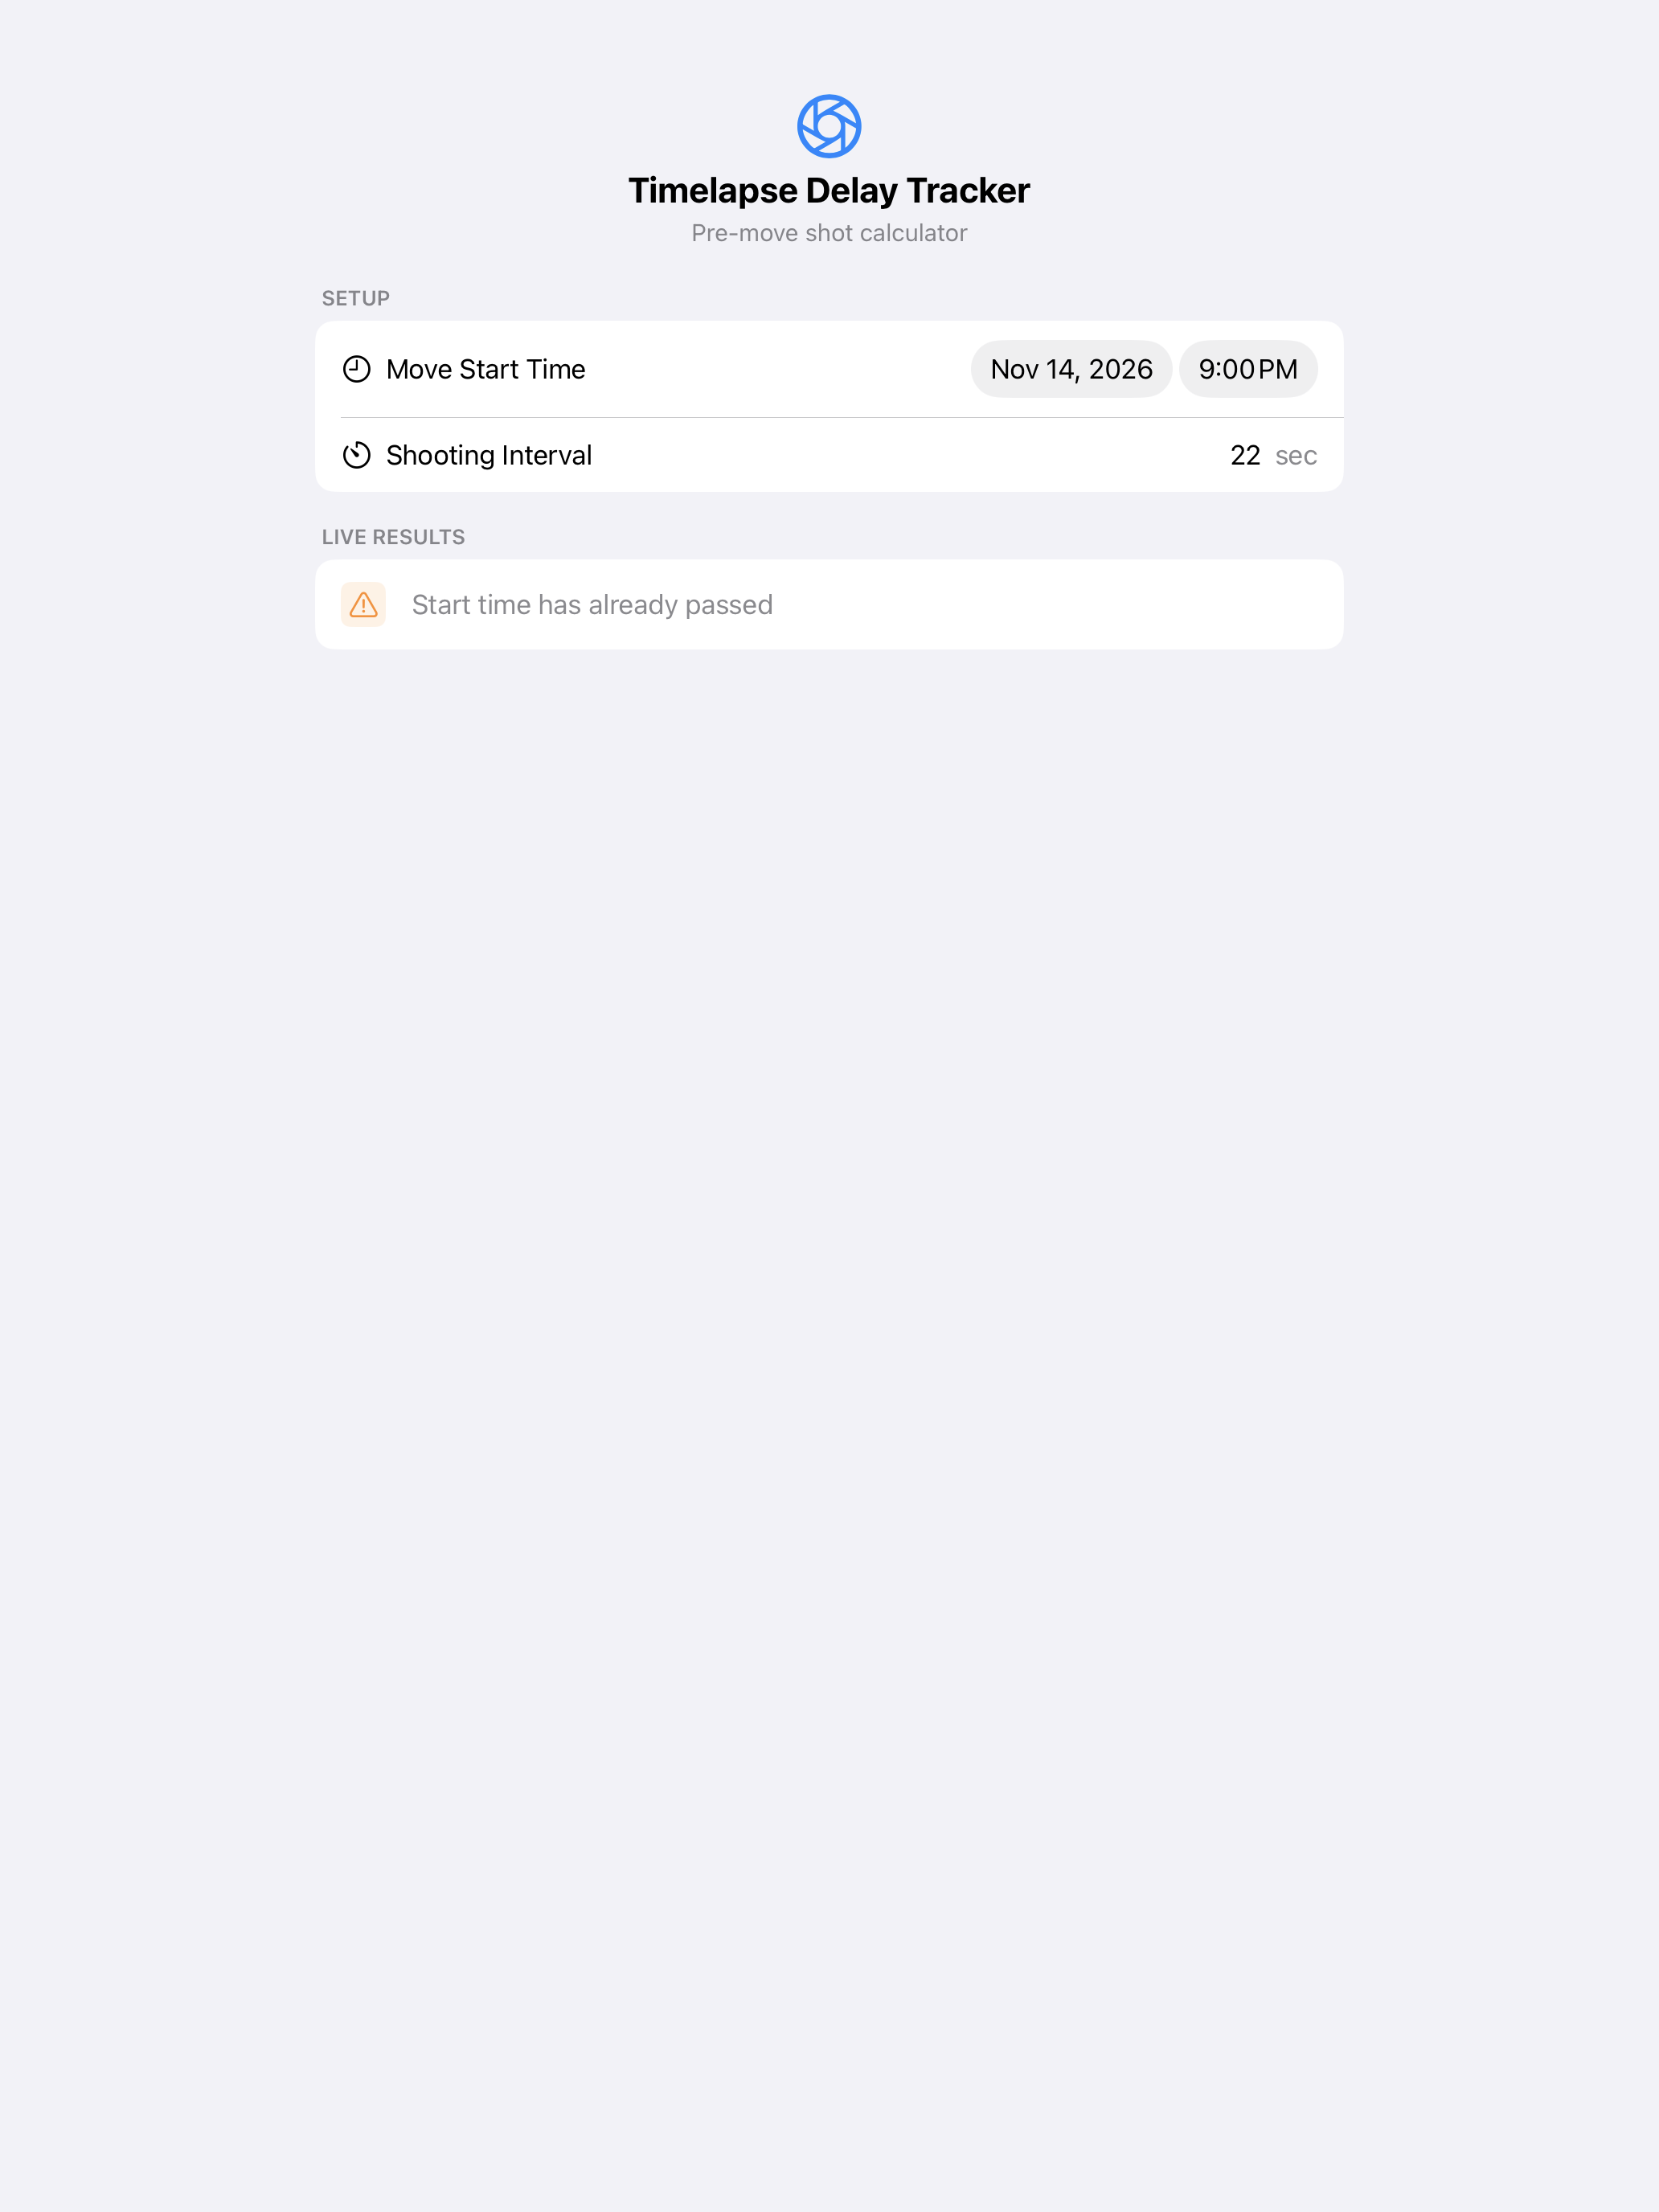 Timelapse Delay Tracker
Pre-move shot calculator
SETUP
Move Start Time Nov 14, 2026 9:00 PM
Shooting Interval 22 sec
LIVE RESULTS
Start time has already passed